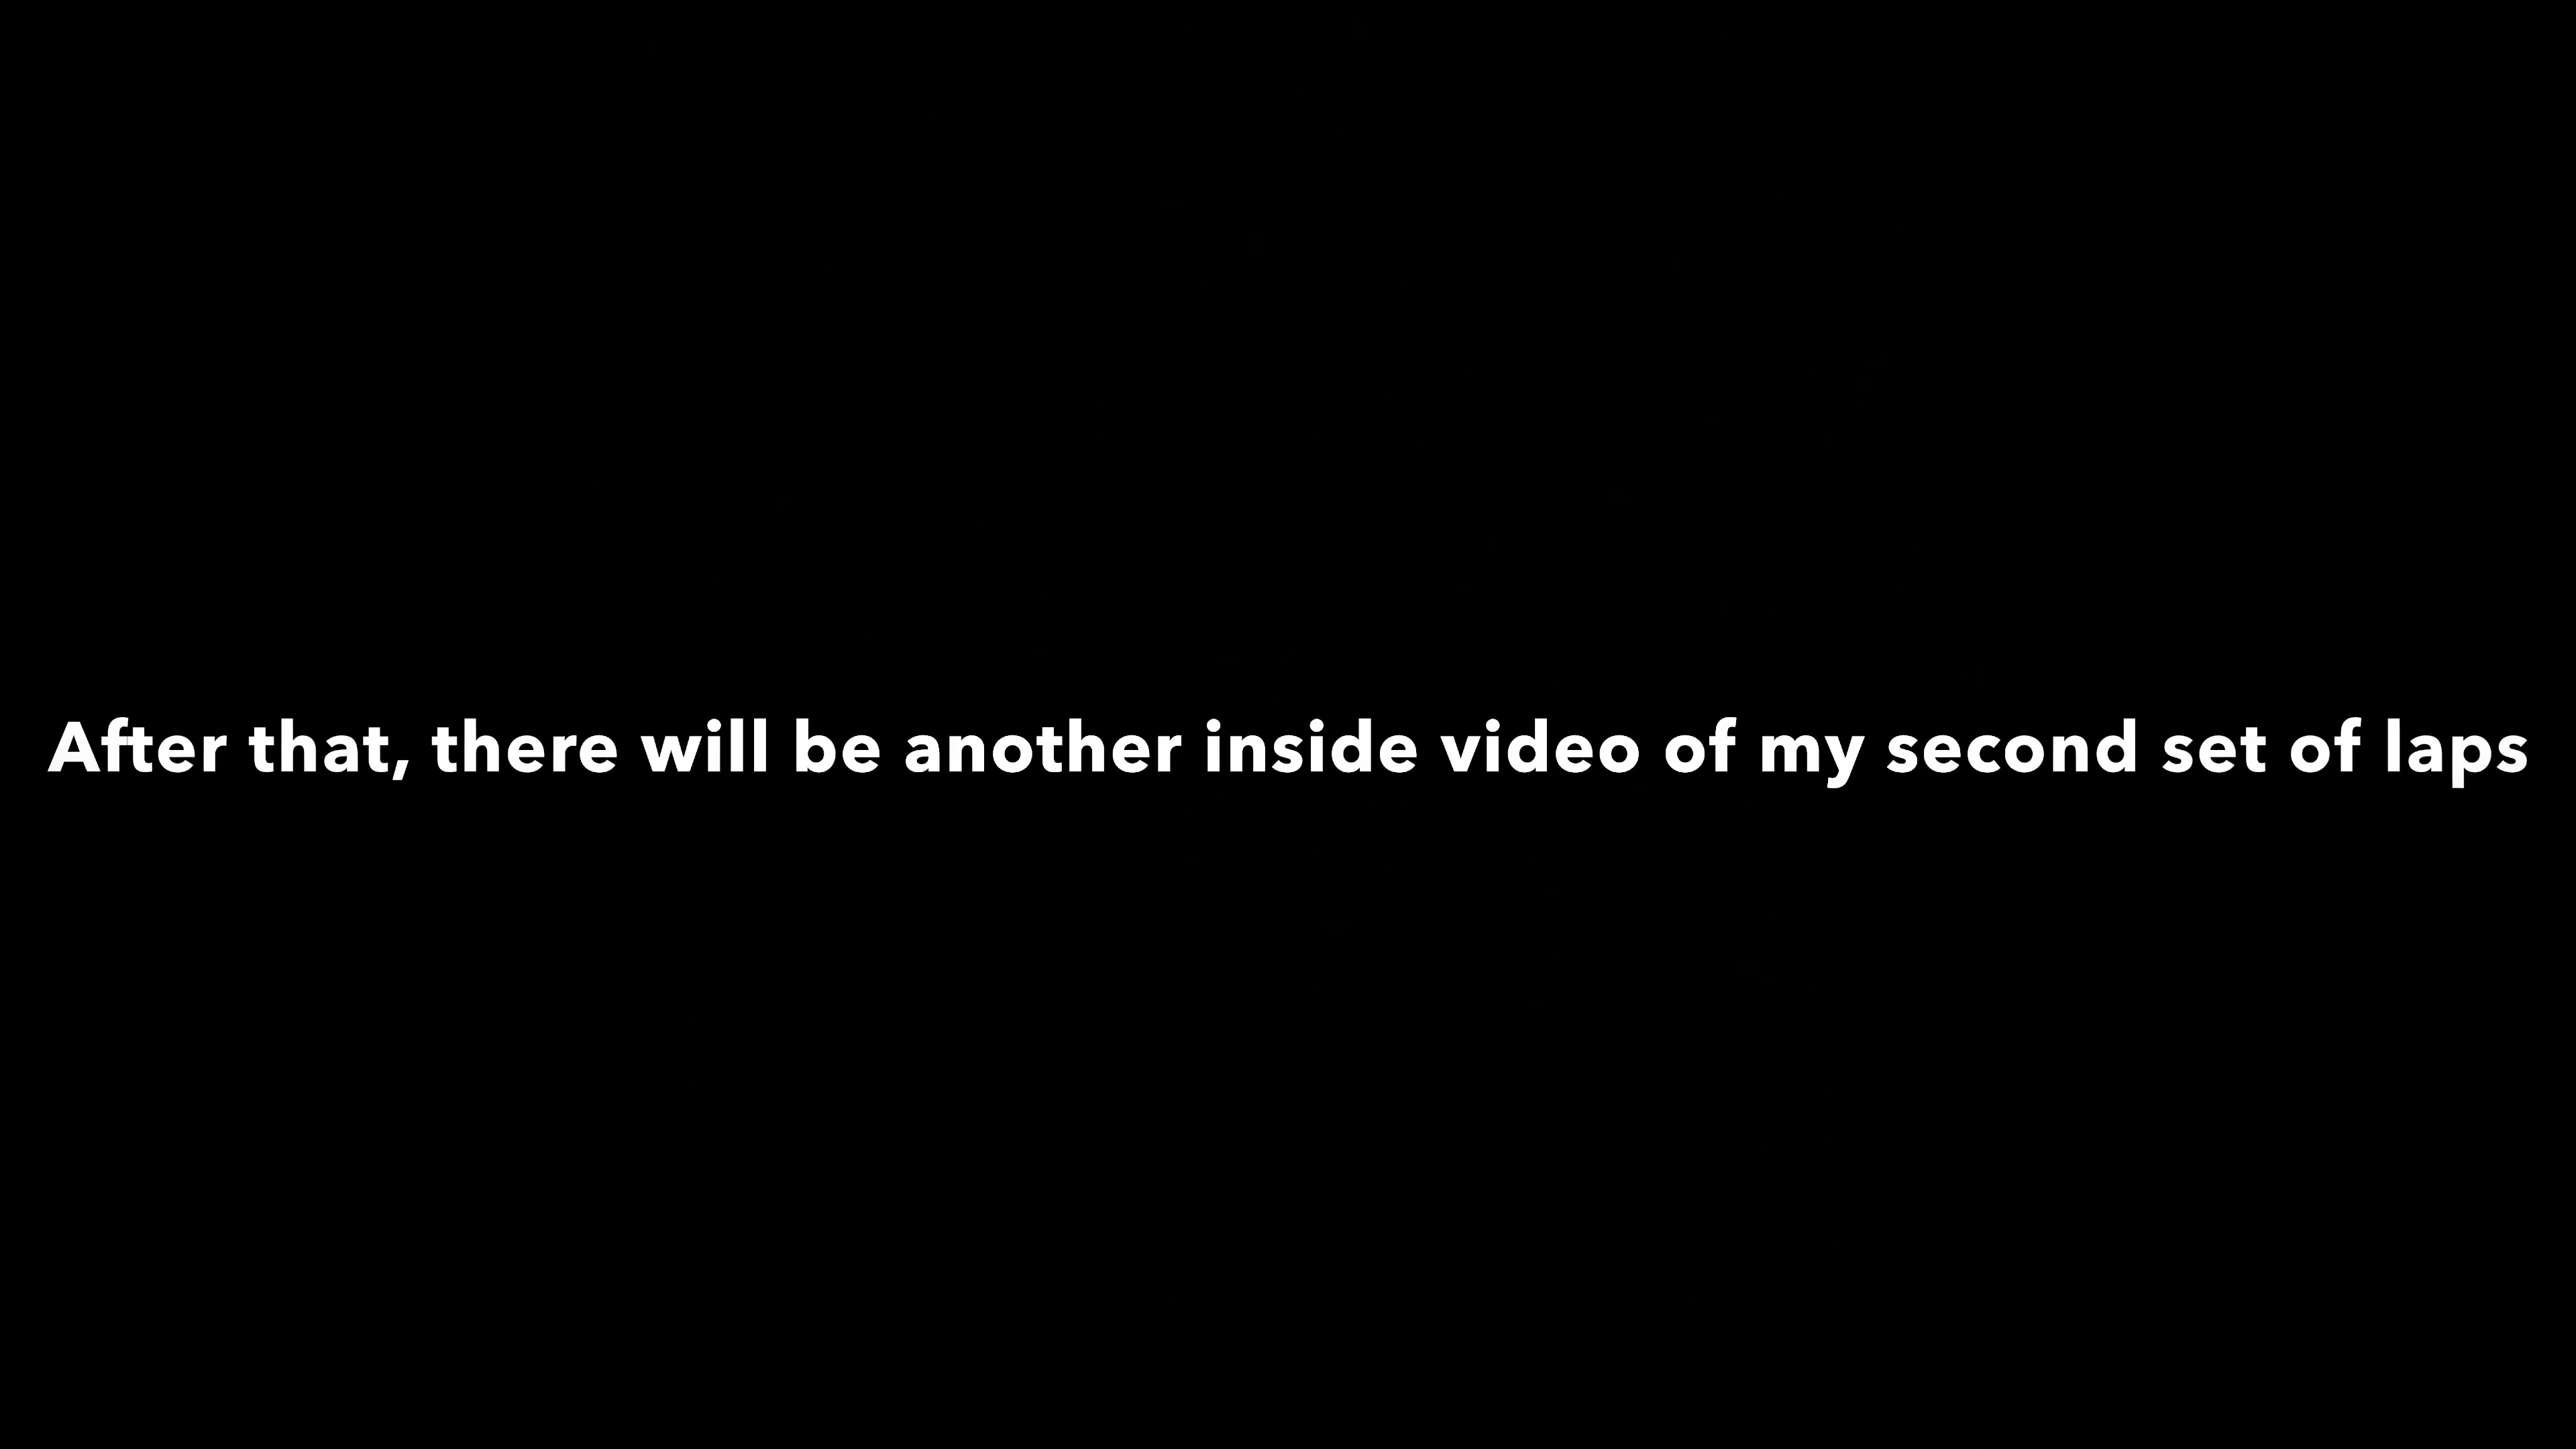 After that, there will be another inside video of my second set of laps